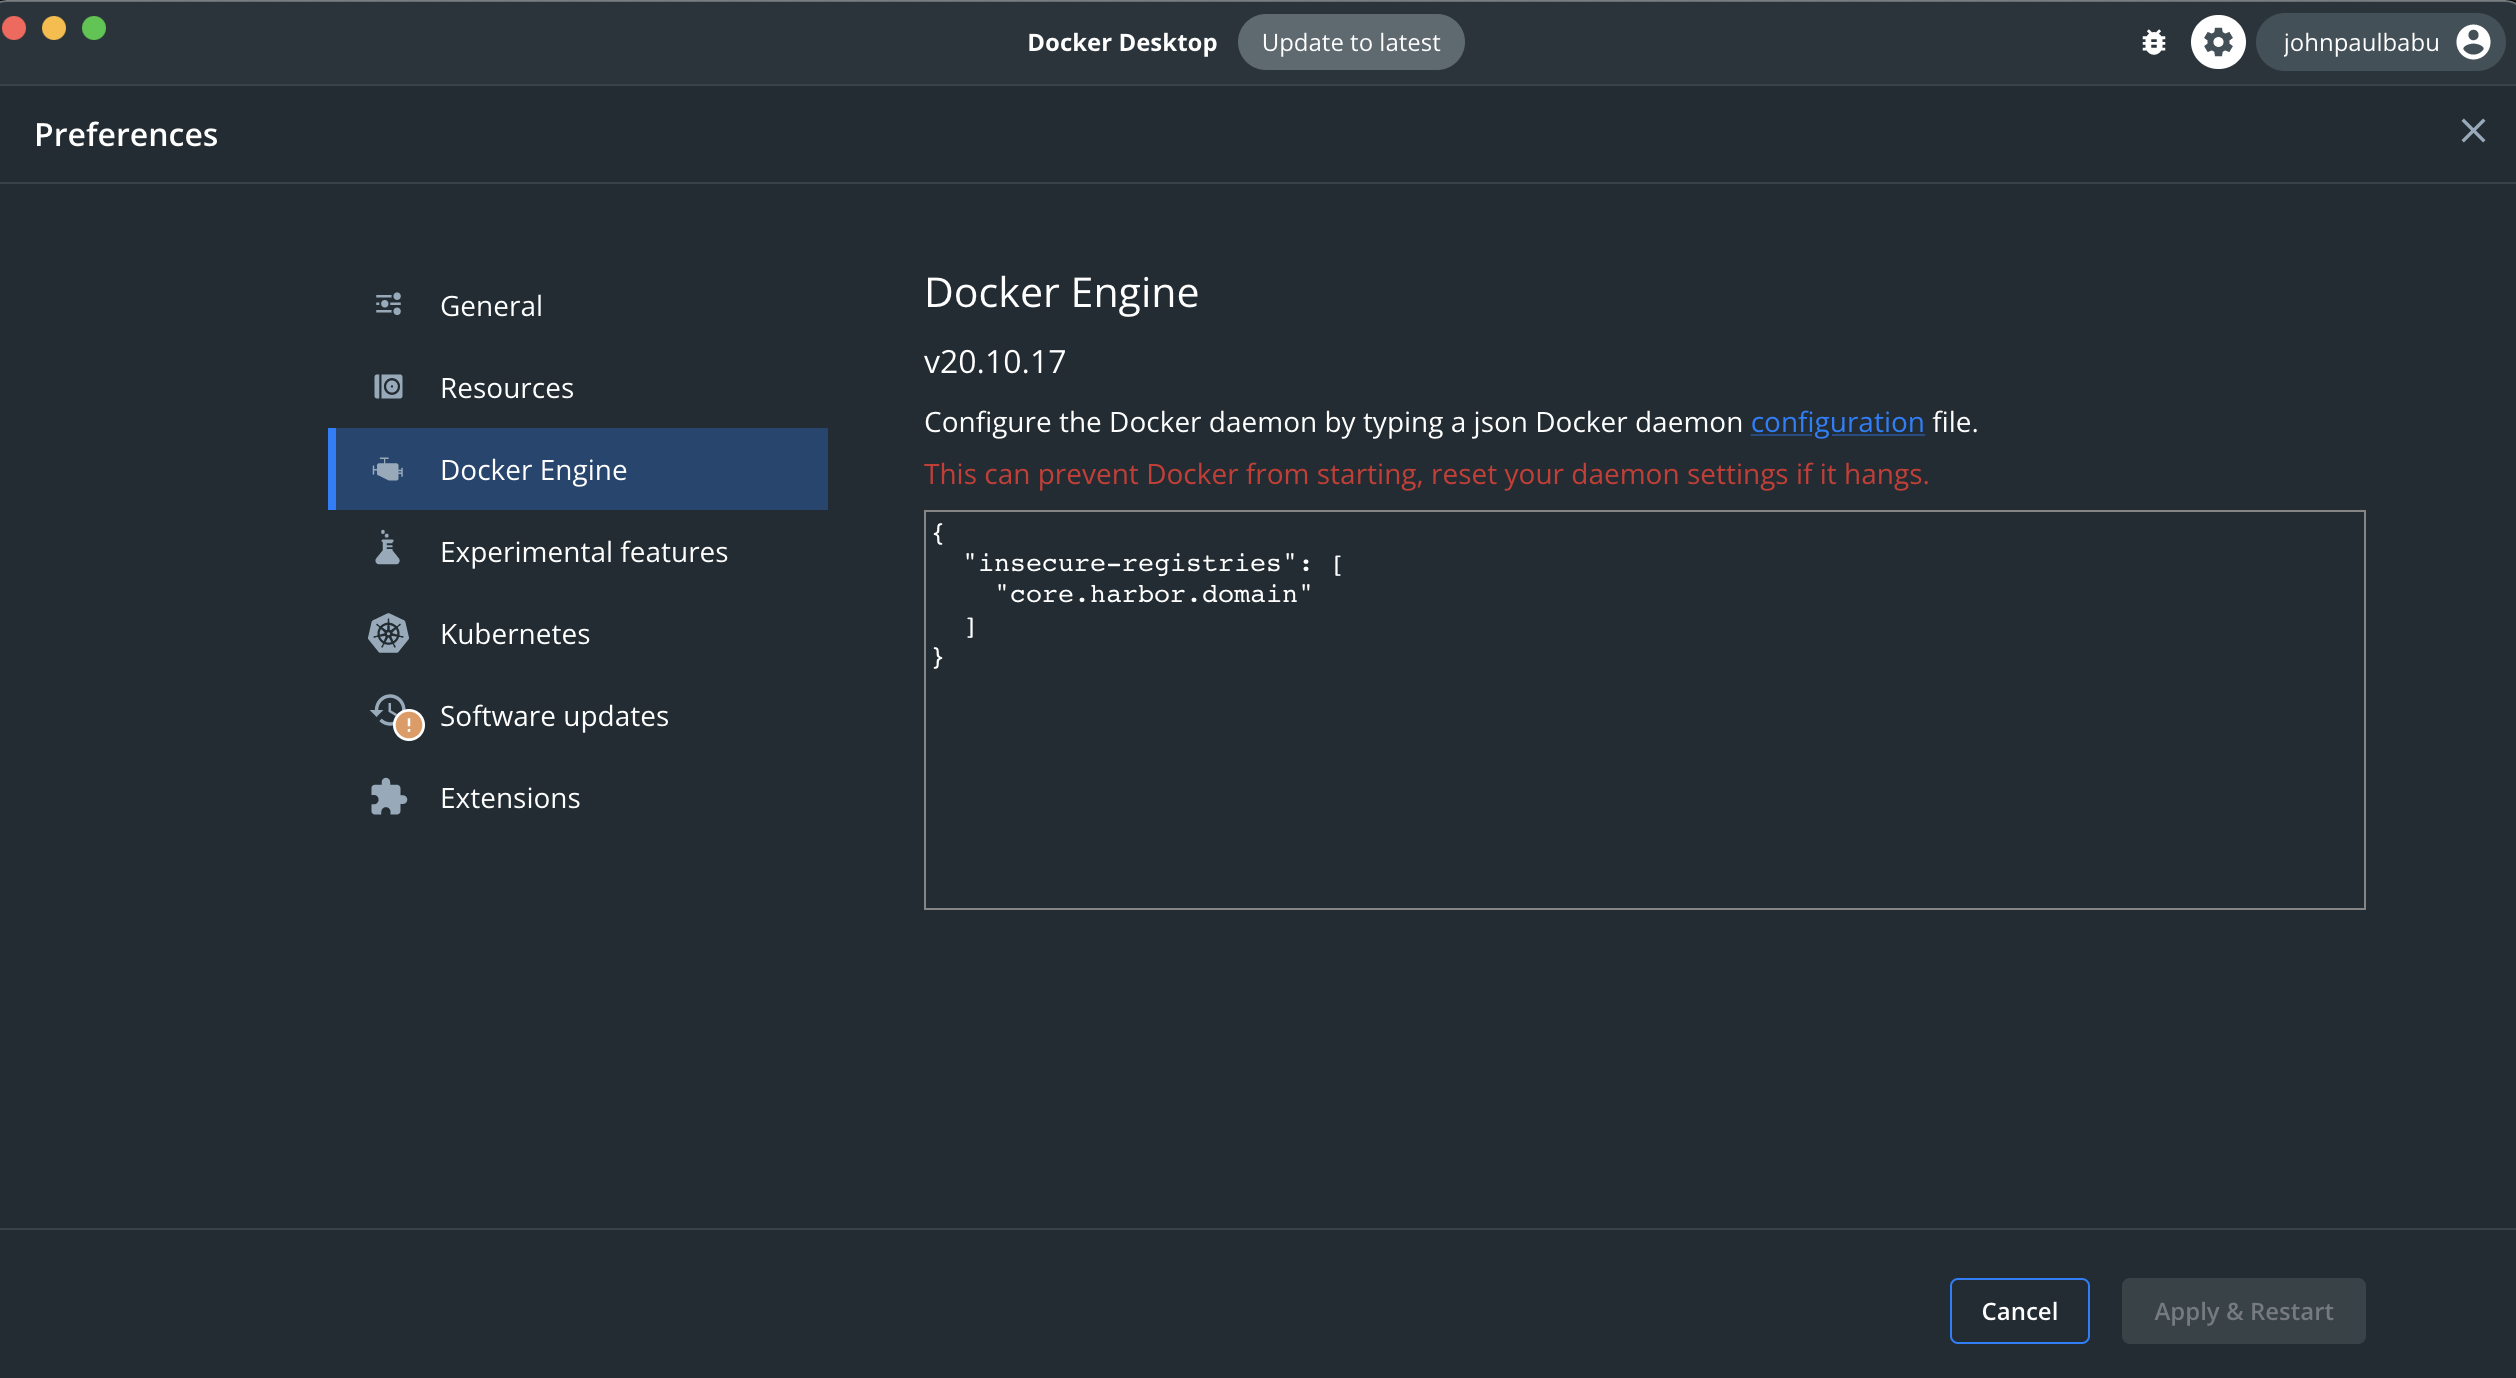 Docker Desktop
Update to latest
johnpaulbabu
Preferences
General
Resources
Docker Engine
Experimental features
Kubernetes
Software updates
Extensions
Docker Engine
v20.10.17
Configure the Docker daemon by typing a json Docker daemon configuration file.
This can prevent Docker from starting, reset your daemon settings if it hangs.
{
  "insecure-registries": [
    "core.harbor.domain"
  ]
}
Cancel
Apply & Restart